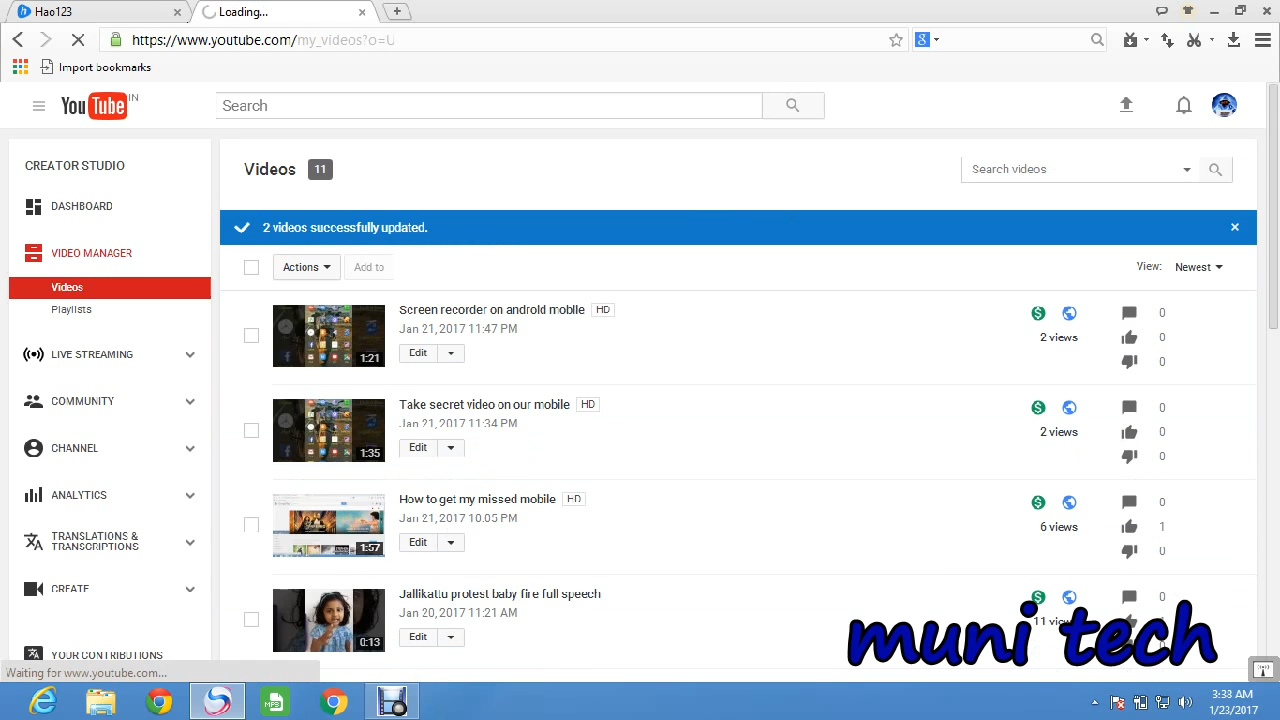 Hao123
Loading...
https://www.youtube.com/my_videos?o=U
Import bookmarks
YouTube IN
Search
CREATOR STUDIO
Videos 11
Search videos
DASHBOARD
2 videos successfully updated.
VIDEO MANAGER
Actions
Add to
View:
Newest
Videos
Playlists
Screen recorder on android mobile HD
0
Jan 21, 2017 11:47 PM
2 views
0
1:21
Edit
0
LIVE STREAMING
Take secret video on our mobile HD
0
COMMUNITY
Jan 21, 2017 11:34 PM
2 views
0
1:35
Edit
0
CHANNEL
How to get my missed mobile HD
0
ANALYTICS
Jan 21, 2017 10:05 PM
6 views
1
1:57
Edit
0
TRANSLATIONS &
TRANSCRIPTIONS
CREATE
Jallikattu protest baby fire full speech
0
Jan 20, 2017 11:21 AM
0:13
Edit
11 views
muni tech
YOUR CONTRIBUTIONS
Waiting for www.youtube.com...
MP3
3:38 AM
1/23/2017